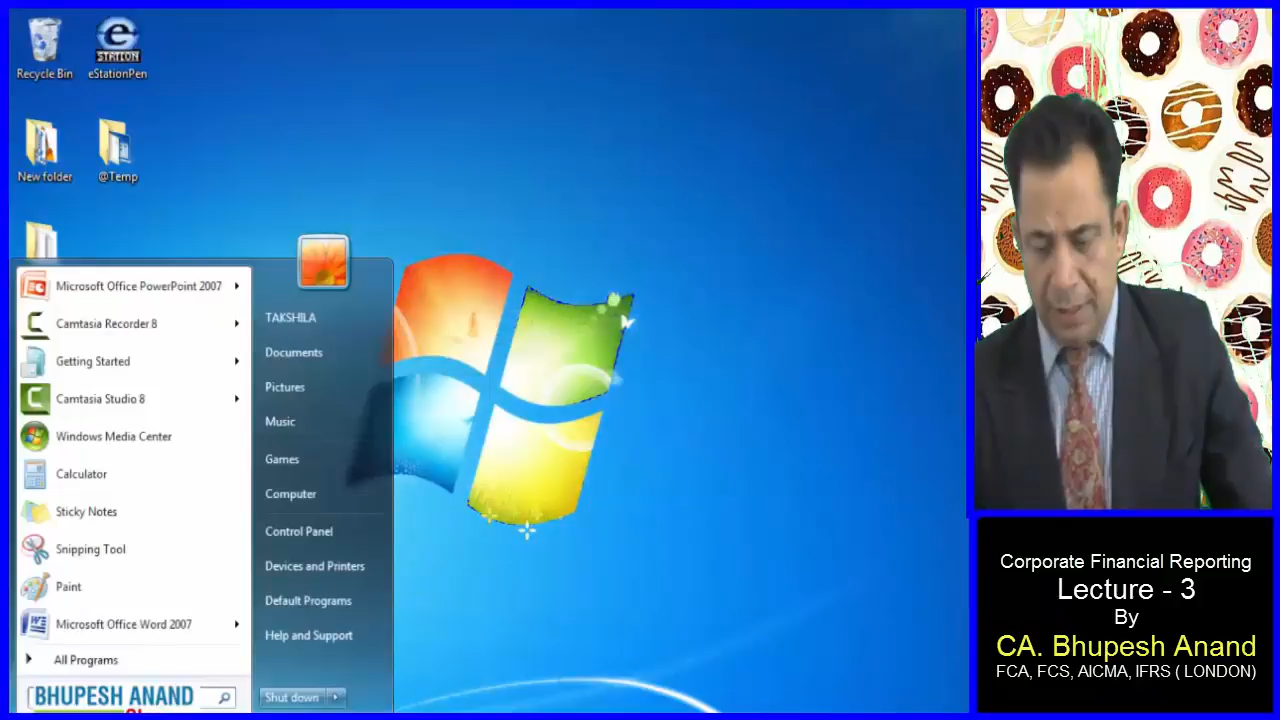 Recycle Bin
eStationPen
STATION
New folder
@Temp
Microsoft Office PowerPoint 2007
Camtasia Recorder 8
Getting Started
Camtasia Studio 8
Windows Media Center
Calculator
Sticky Notes
Snipping Tool
Paint
Microsoft Office Word 2007
All Programs
BHUPESH ANAND
TAKSHILA
Documents
Pictures
Music
Games
Computer
Control Panel
Devices and Printers
Default Programs
Help and Support
Shut down
Corporate Financial Reporting
Lecture - 3
By
CA. Bhupesh Anand
FCA, FCS, AICMA, IFRS ( LONDON)